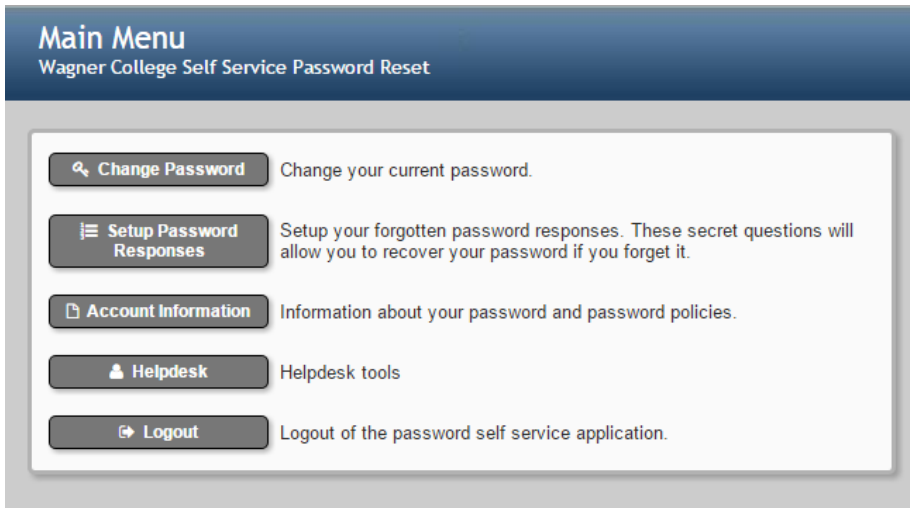 Main Menu
Wagner College Self Service Password Reset
Change Password
Change your current password.
Setup Password
Responses
Setup your forgotten password responses. These secret questions will
allow you to recover your password if you forget it.
Account Information
Information about your password and password policies.
Helpdesk
Helpdesk tools
Logout
Logout of the password self service application.